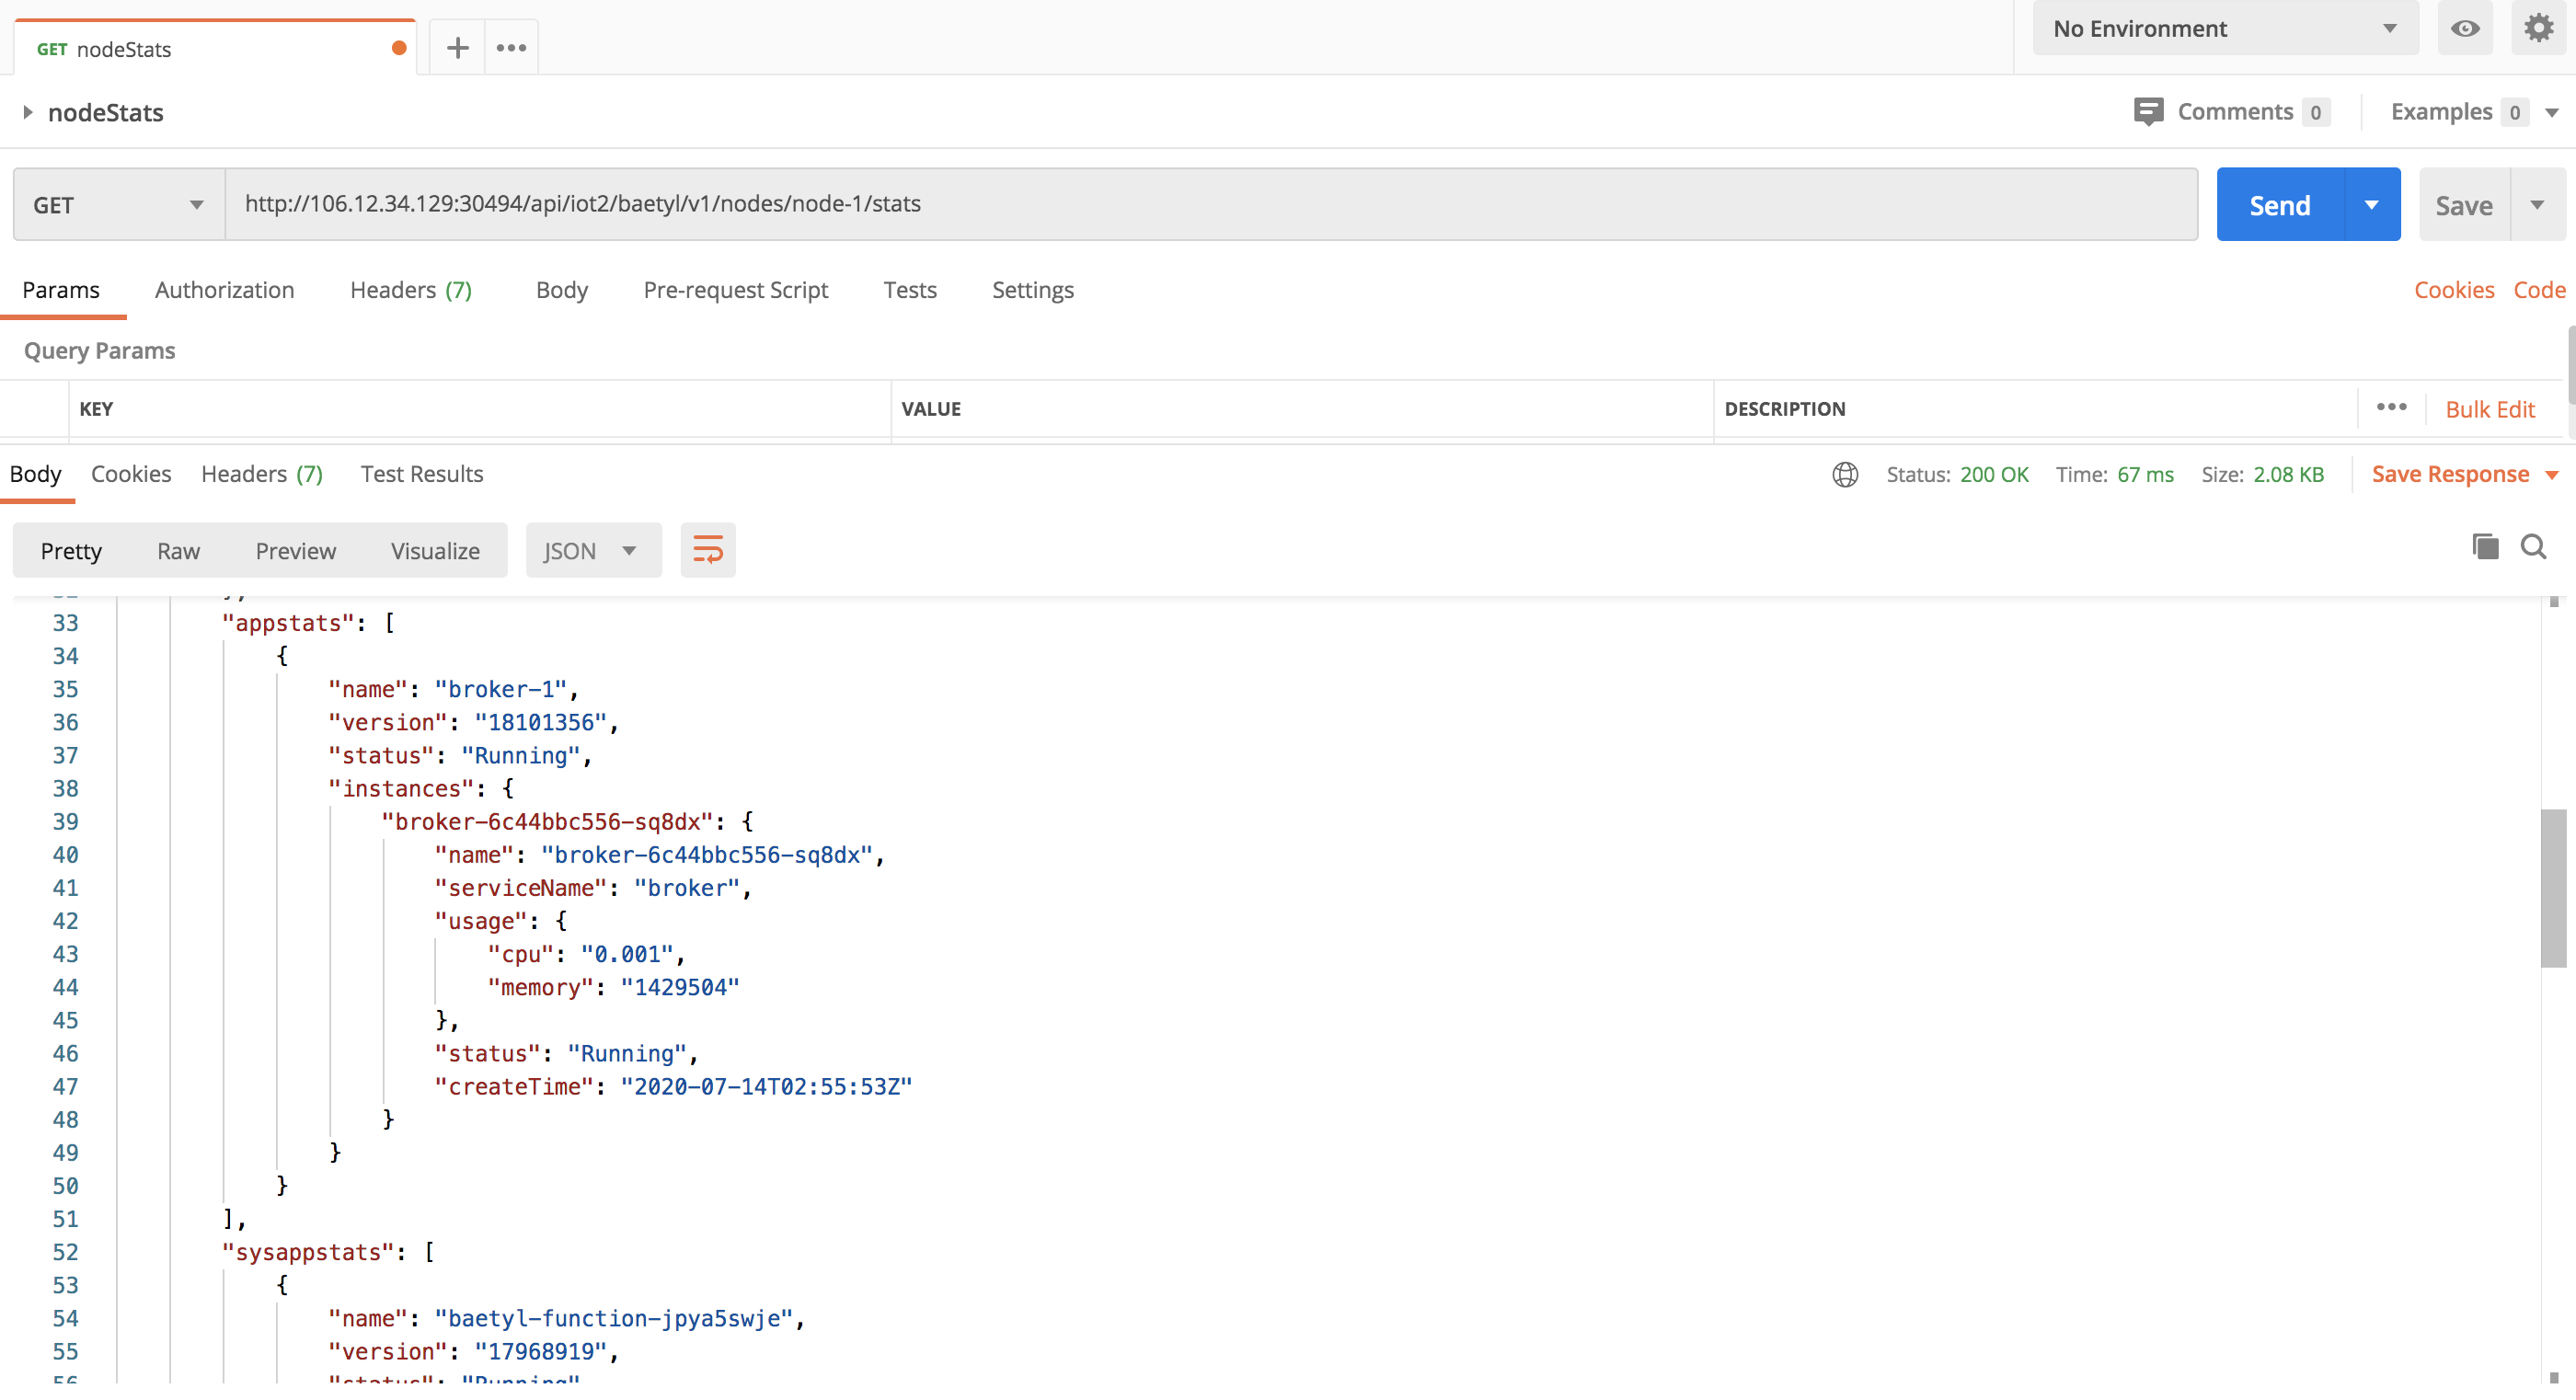 GET nodeStats
No Environment
nodeStats
Comments 0
Examples 0
GET
http://106.12.34.129:30494/api/iot2/baetyl/v1/nodes/node-1/stats
Send
Save
Params Authorization Headers (7) Body Pre-request Script Tests Settings
Cookies Code
Query Params
KEY VALUE DESCRIPTION
Bulk Edit
Body Cookies Headers (7) Test Results
Status: 200 OK Time: 67 ms Size: 2.08 KB
Save Response
Pretty Raw Preview Visualize
JSON
33 "appstats": [
34 {
35 "name": "broker-1",
36 "version": "18101356",
37 "status": "Running",
38 "instances": {
39 "broker-6c44bbc556-sq8dx": {
40 "name": "broker-6c44bbc556-sq8dx",
41 "serviceName": "broker",
42 "usage": {
43 "cpu": "0.001",
44 "memory": "1429504"
45 },
46 "status": "Running",
47 "createTime": "2020-07-14T02:55:53Z"
48 }
49 }
50 }
51 ],
52 "sysappstats": [
53 {
54 "name": "baetyl-function-jpya5swje",
55 "version": "17968919",
56 "status": "Running"